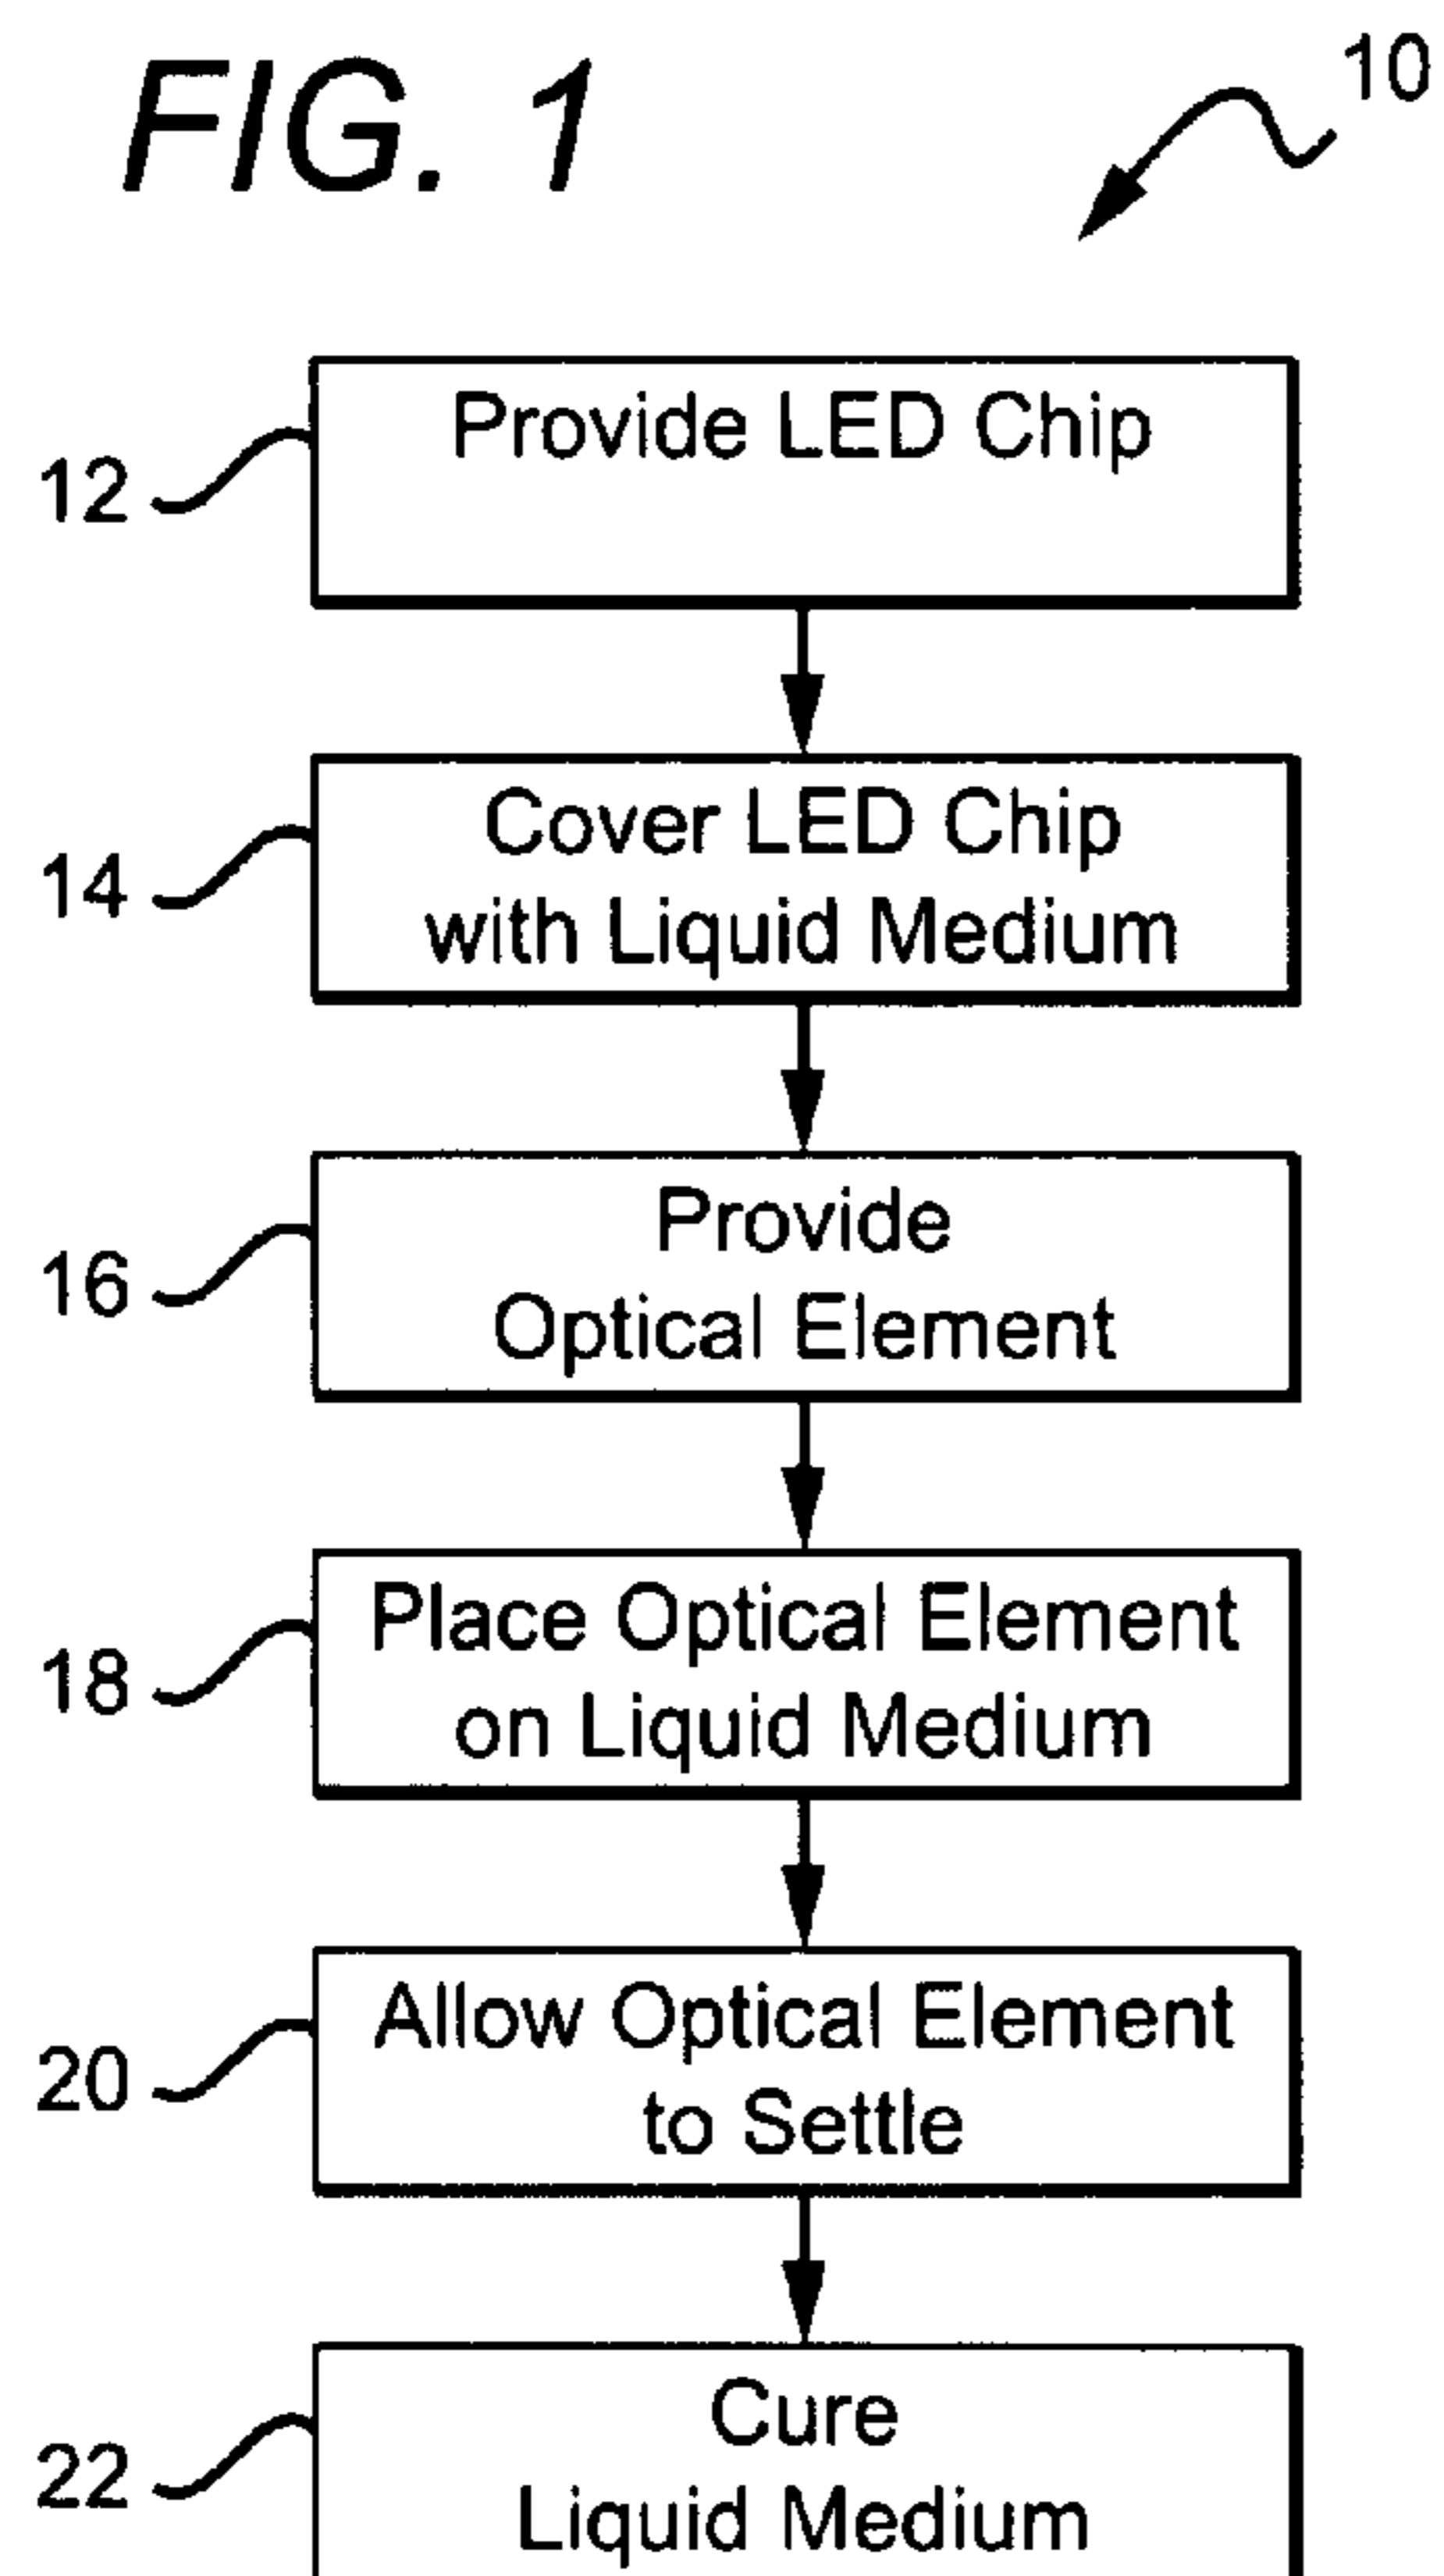 FIG. 1
10
Provide LED Chip
12
Cover LED Chip
with Liquid Medium
14
Provide
Optical Element
16
Place Optical Element
on Liquid Medium
18
Allow Optical Element
to Settle
20
Cure
Liquid Medium
22